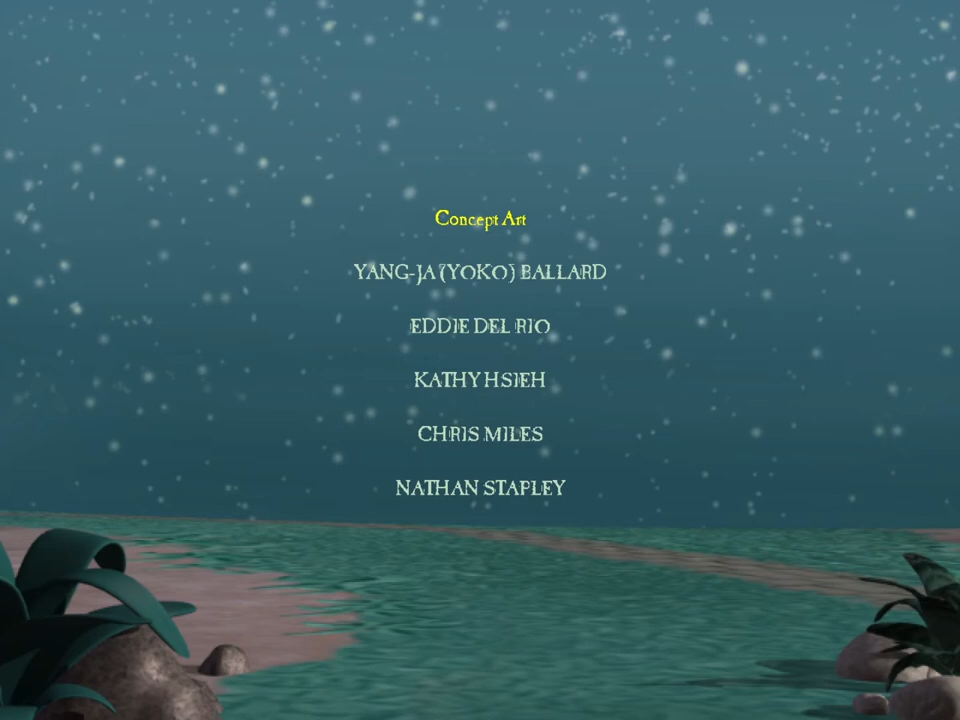 Concept Art
YANG-JA (YOKO) BALLARD
EDDIE DEL RIO
KATHY HSIEH
CHRIS MILES
NATHAN STAPLEY